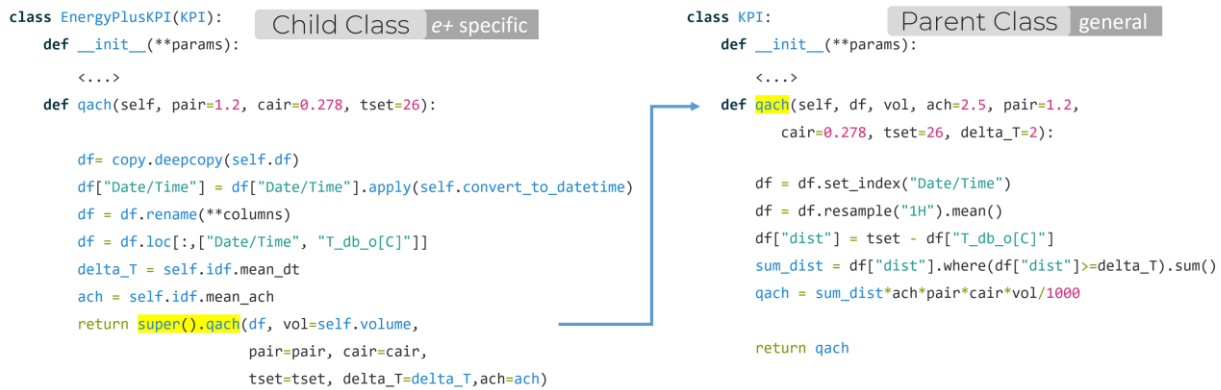 class EnergyPlusKPI(KPI):
Child Class e+ specific
def __init__(**params):
<...>
def qach(self, pair=1.2, cair=0.278, tset=26):
df= copy.deepcopy(self.df)
df["Date/Time"] = df["Date/Time"].apply(self.convert_to_datetime)
df = df.rename(**columns)
df = df.loc[:,["Date/Time", "T_db_o[C]"]]
delta_T = self.idf.mean_dt
ach = self.idf.mean_ach
return super().qach(df, vol=self.volume,
pair=pair, cair=cair,
tset=tset, delta_T=delta_T,ach=ach)
class KPI:
Parent Class general
def __init__(**params):
<...>
def qach(self, df, vol, ach=2.5, pair=1.2,
cair=0.278, tset=26, delta_T=2):
df = df.set_index("Date/Time")
df = df.resample("1H").mean()
df["dist"] = tset - df["T_db_o[C]"]
sum_dist = df["dist"].where(df["dist"]>=delta_T).sum()
qach = sum_dist*ach*pair*cair*vol/1000
return qach